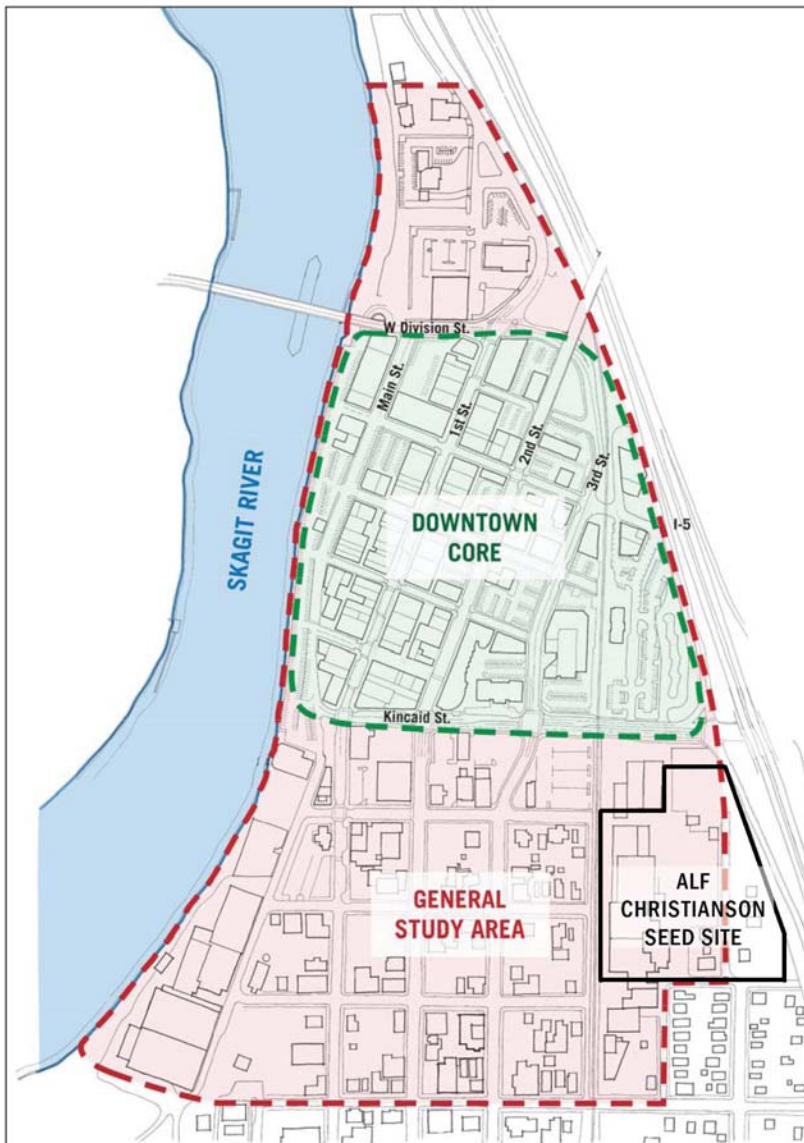 W Division St.
Main St.
1st St.
2nd St.
3rd St.
SKAGIT RIVER
DOWNTOWN
CORE
I-5
Kincaid St.
GENERAL
STUDY AREA
ALF
CHRISTIANSON
SEED SITE